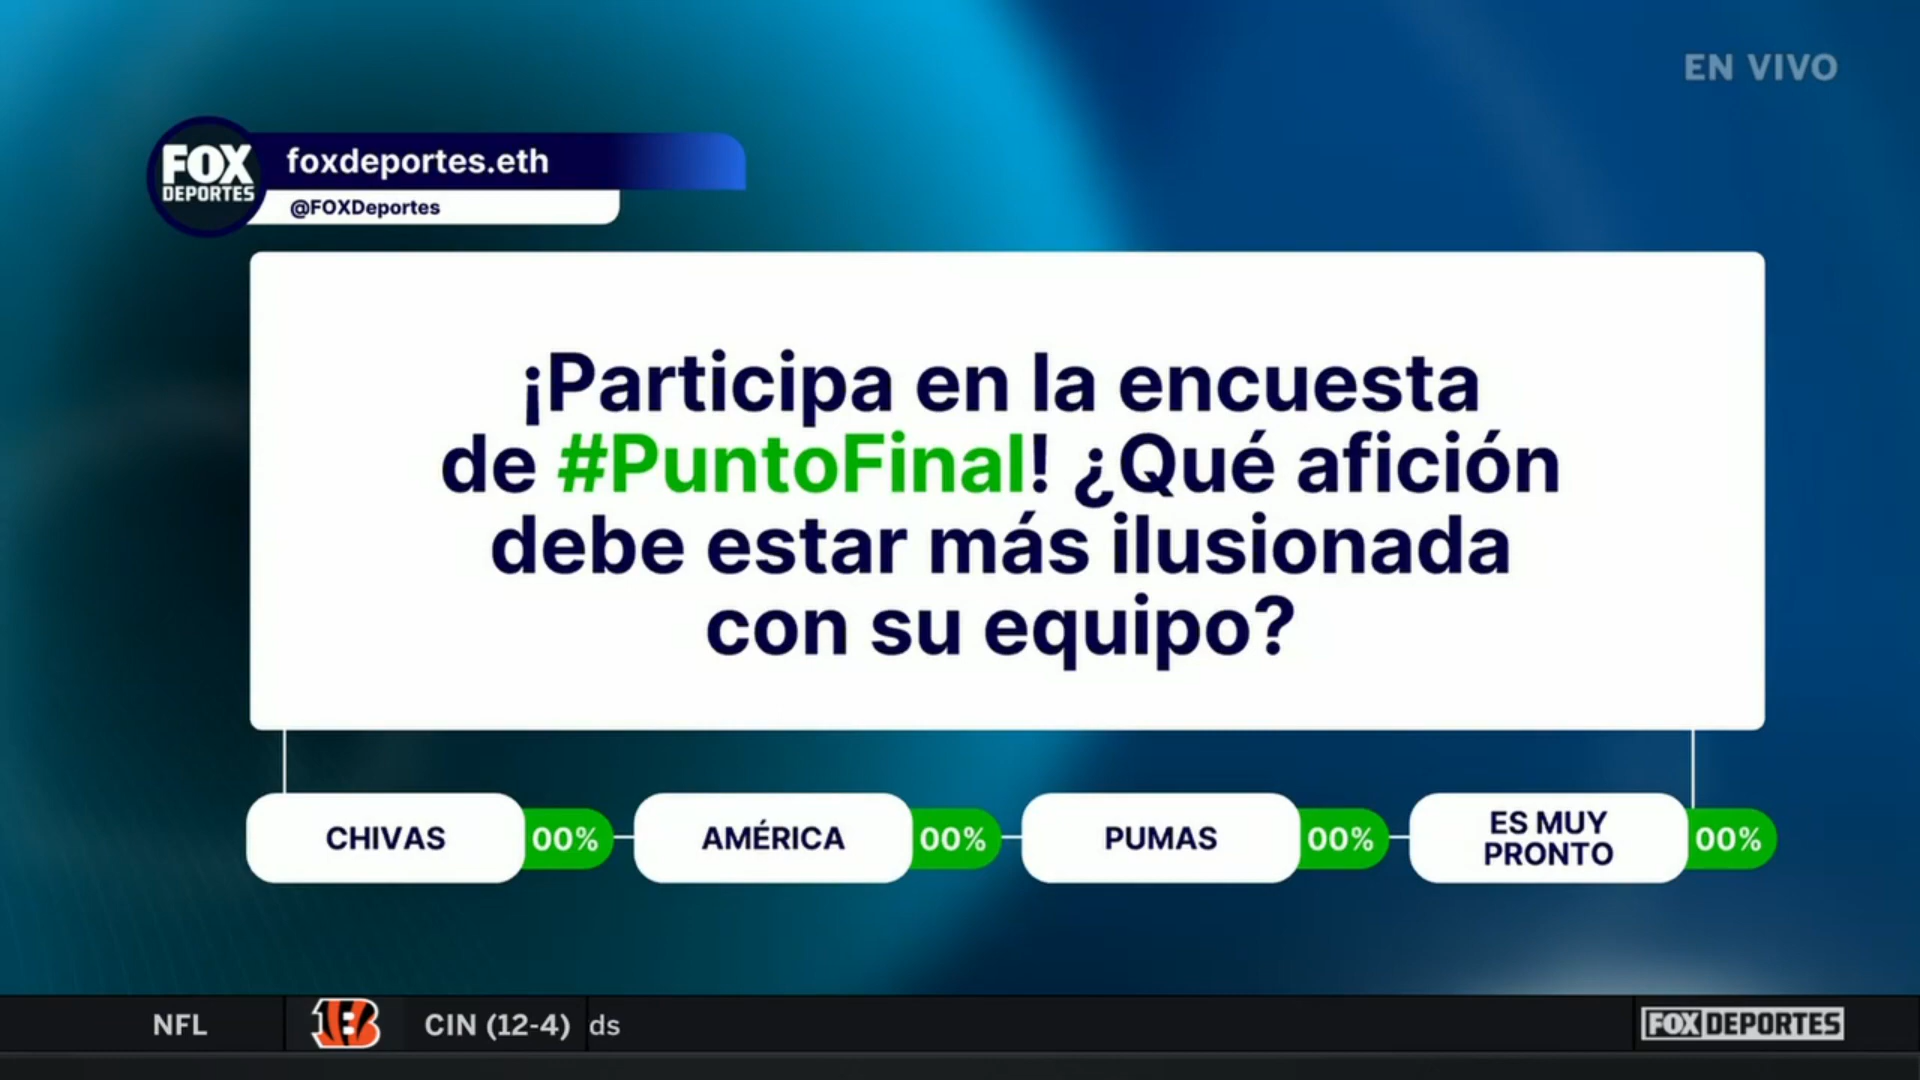 EN VIVO
FOX
DEPORTES
foxdeportes.eth
@FOXDeportes
¡Participa en la encuesta
de #PuntoFinal! ¿Qué afición
debe estar más ilusionada
con su equipo?
CHIVAS 00%
AMÉRICA 00%
PUMAS 00%
ES MUY
PRONTO 00%
NFL
B
CIN (12-4)
ds
FOX DEPORTES